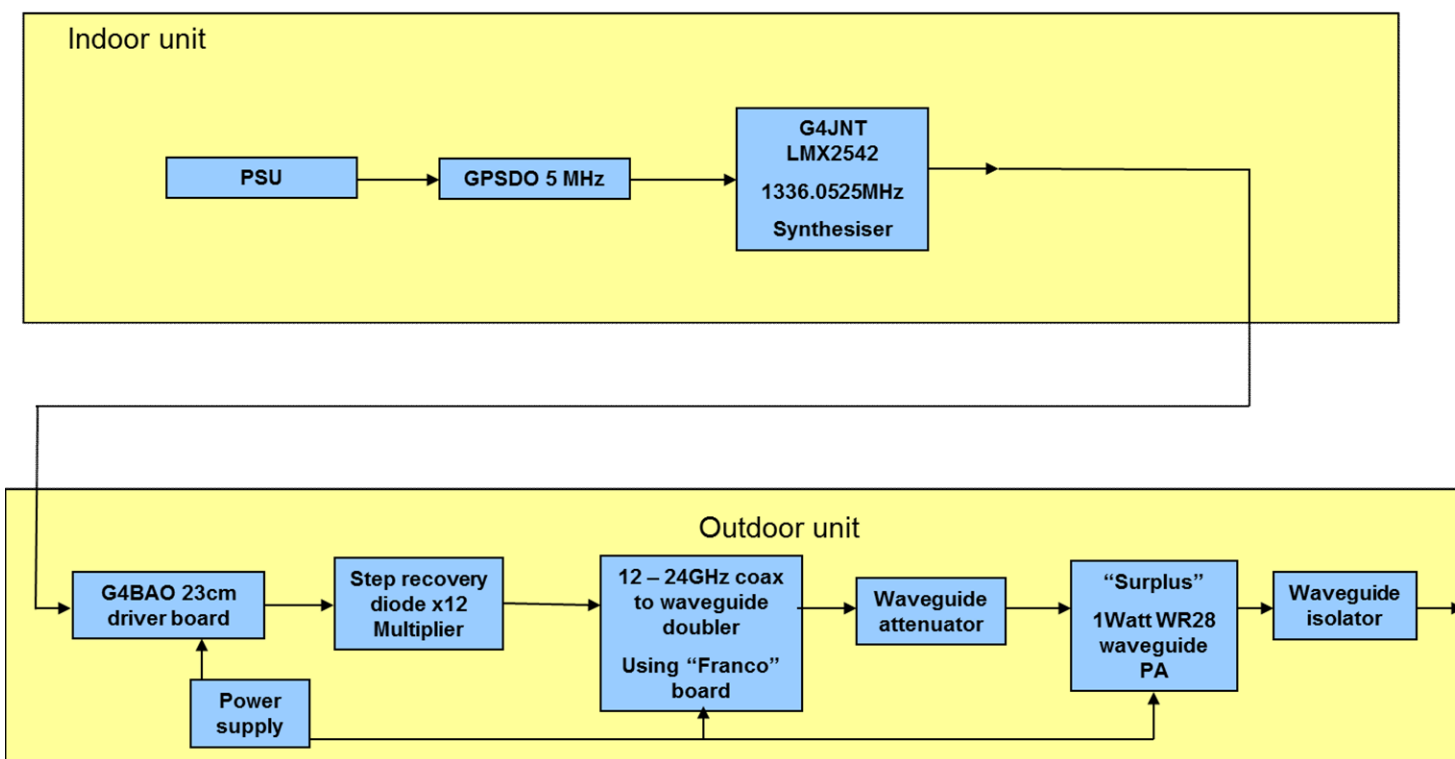 Indoor unit
PSU
GPSDO 5 MHz
G4JNT
LMX2542
1336.0525MHz
Synthesiser
Outdoor unit
G4BAO 23cm
driver board
Step recovery
diode x12
Multiplier
12 – 24GHz coax
to waveguide
doubler
Using “Franco”
board
Waveguide
attenuator
“Surplus”
1Watt WR28
waveguide
PA
Waveguide
isolator
Power
supply